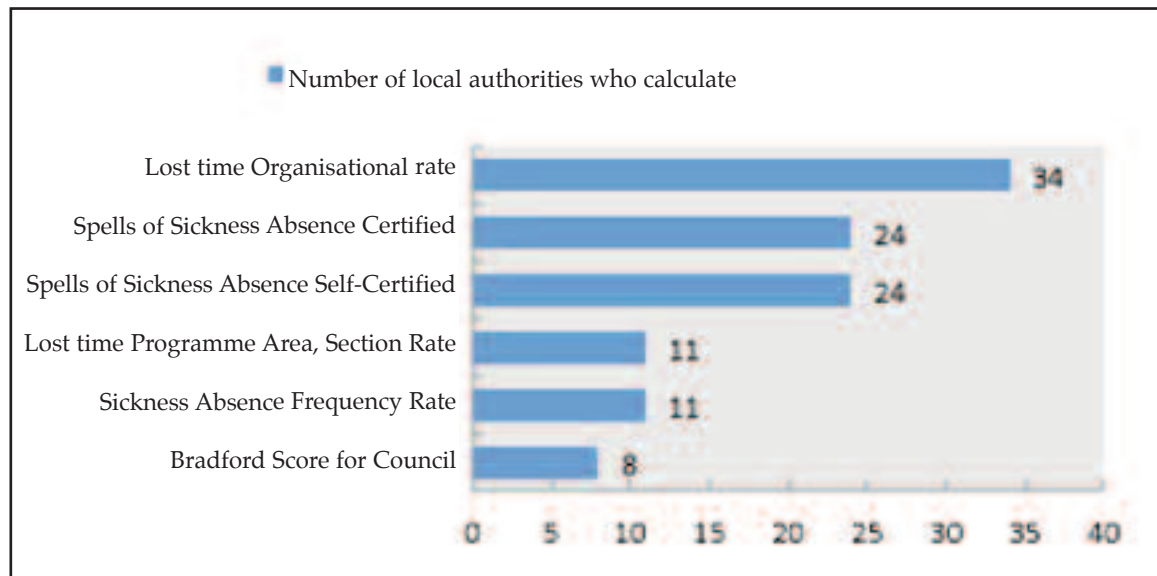 Number of local authorities who calculate
Lost time Organisational rate 34
Spells of Sickness Absence Certified 24
Spells of Sickness Absence Self-Certified 24
Lost time Programme Area, Section Rate 11
Sickness Absence Frequency Rate 11
Bradford Score for Council 8
0 5 10 15 20 25 30 35 40